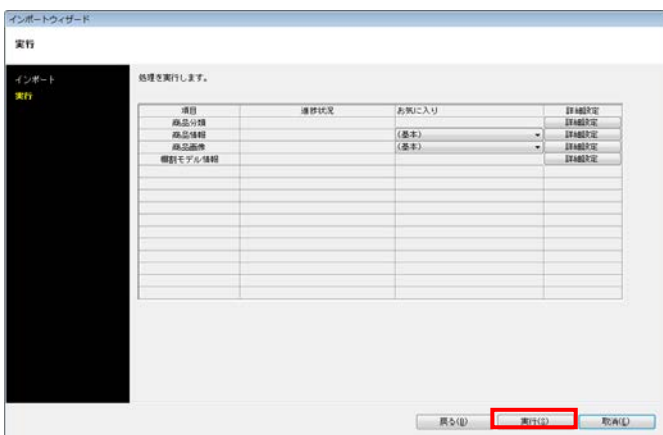 インポートウィザード
実行
インポート
実行
処理を実行します。
項目 進捗状況 お気に入り 詳細設定
商品分類 詳細設定
商品情報 (基本) 詳細設定
商品画像 (基本) 詳細設定
棚割モデル情報 詳細設定
戻る(B) 実行(S) 取消(C)